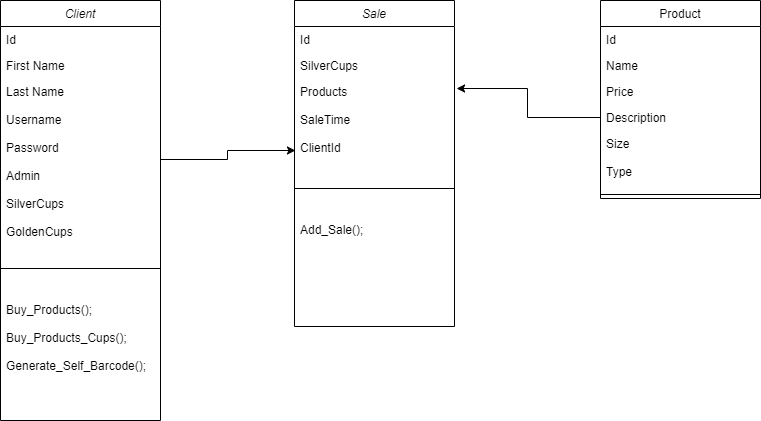 Client
Id
First Name
Last Name
Username
Password
Admin
SilverCups
GoldenCups
Buy_Products();
Buy_Products_Cups();
Generate_Self_Barcode();
Sale
Id
SilverCups
Products
SaleTime
ClientId
Add_Sale();
Product
Id
Name
Price
Description
Size
Type